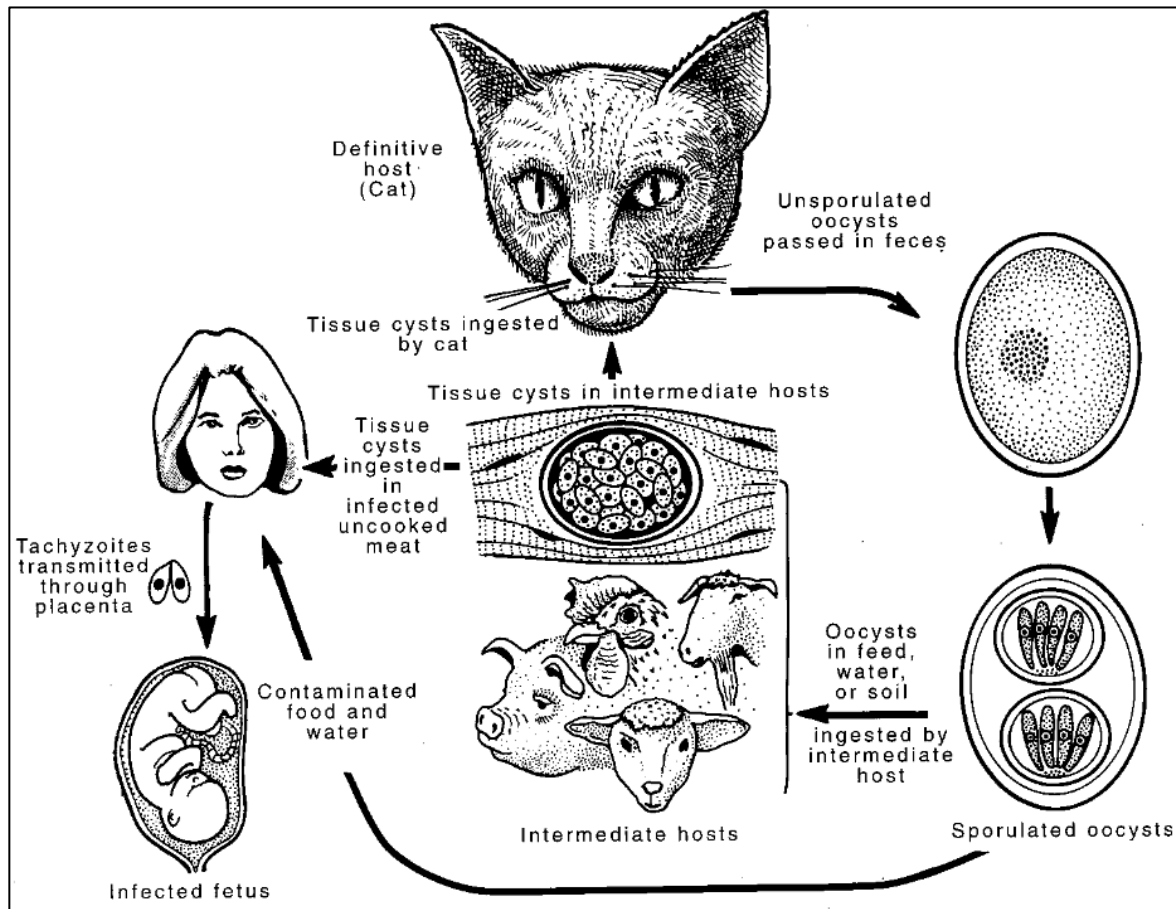 Definitive
host
(Cat)
Unsporulated
oocysts
passed in feces
Tissue cysts ingested
by cat
Tissue cysts in intermediate hosts
Tissue
cysts
ingested
in
infected
uncooked
meat
Tachyzoites
transmitted
through
placenta
Contaminated
food and
water
Oocysts
in feed,
water,
or soil
ingested by
intermediate
host
Infected fetus
Intermediate hosts
Sporulated oocysts